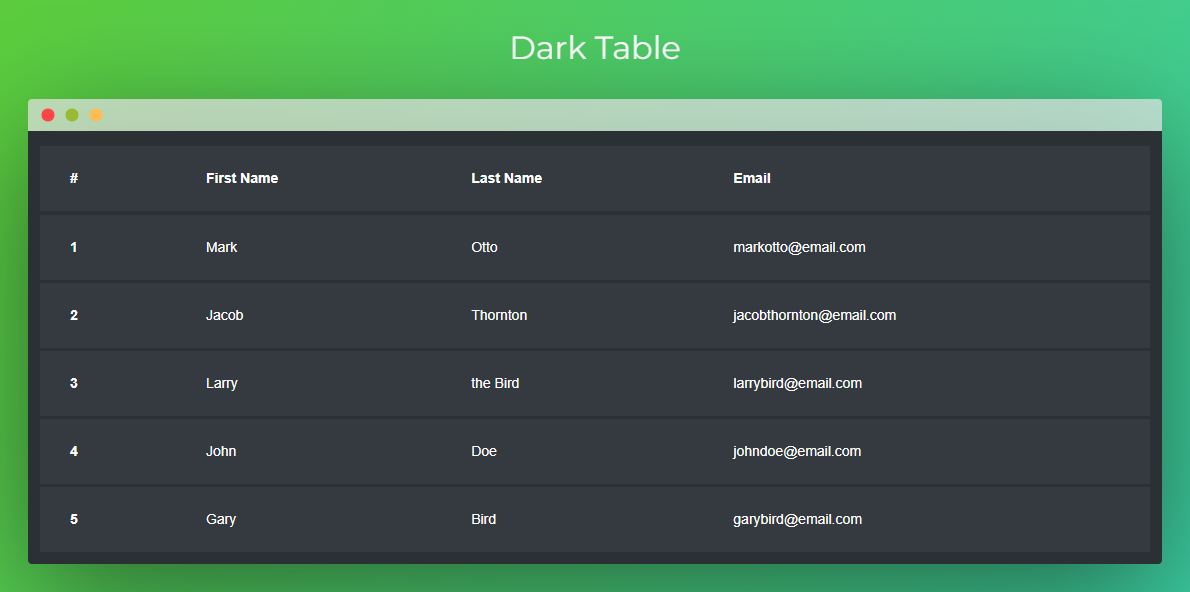 Dark Table
# First Name Last Name Email
1 Mark Otto markotto@email.com
2 Jacob Thornton jacobthornton@email.com
3 Larry the Bird larrybird@email.com
4 John Doe johndoe@email.com
5 Gary Bird garybird@email.com